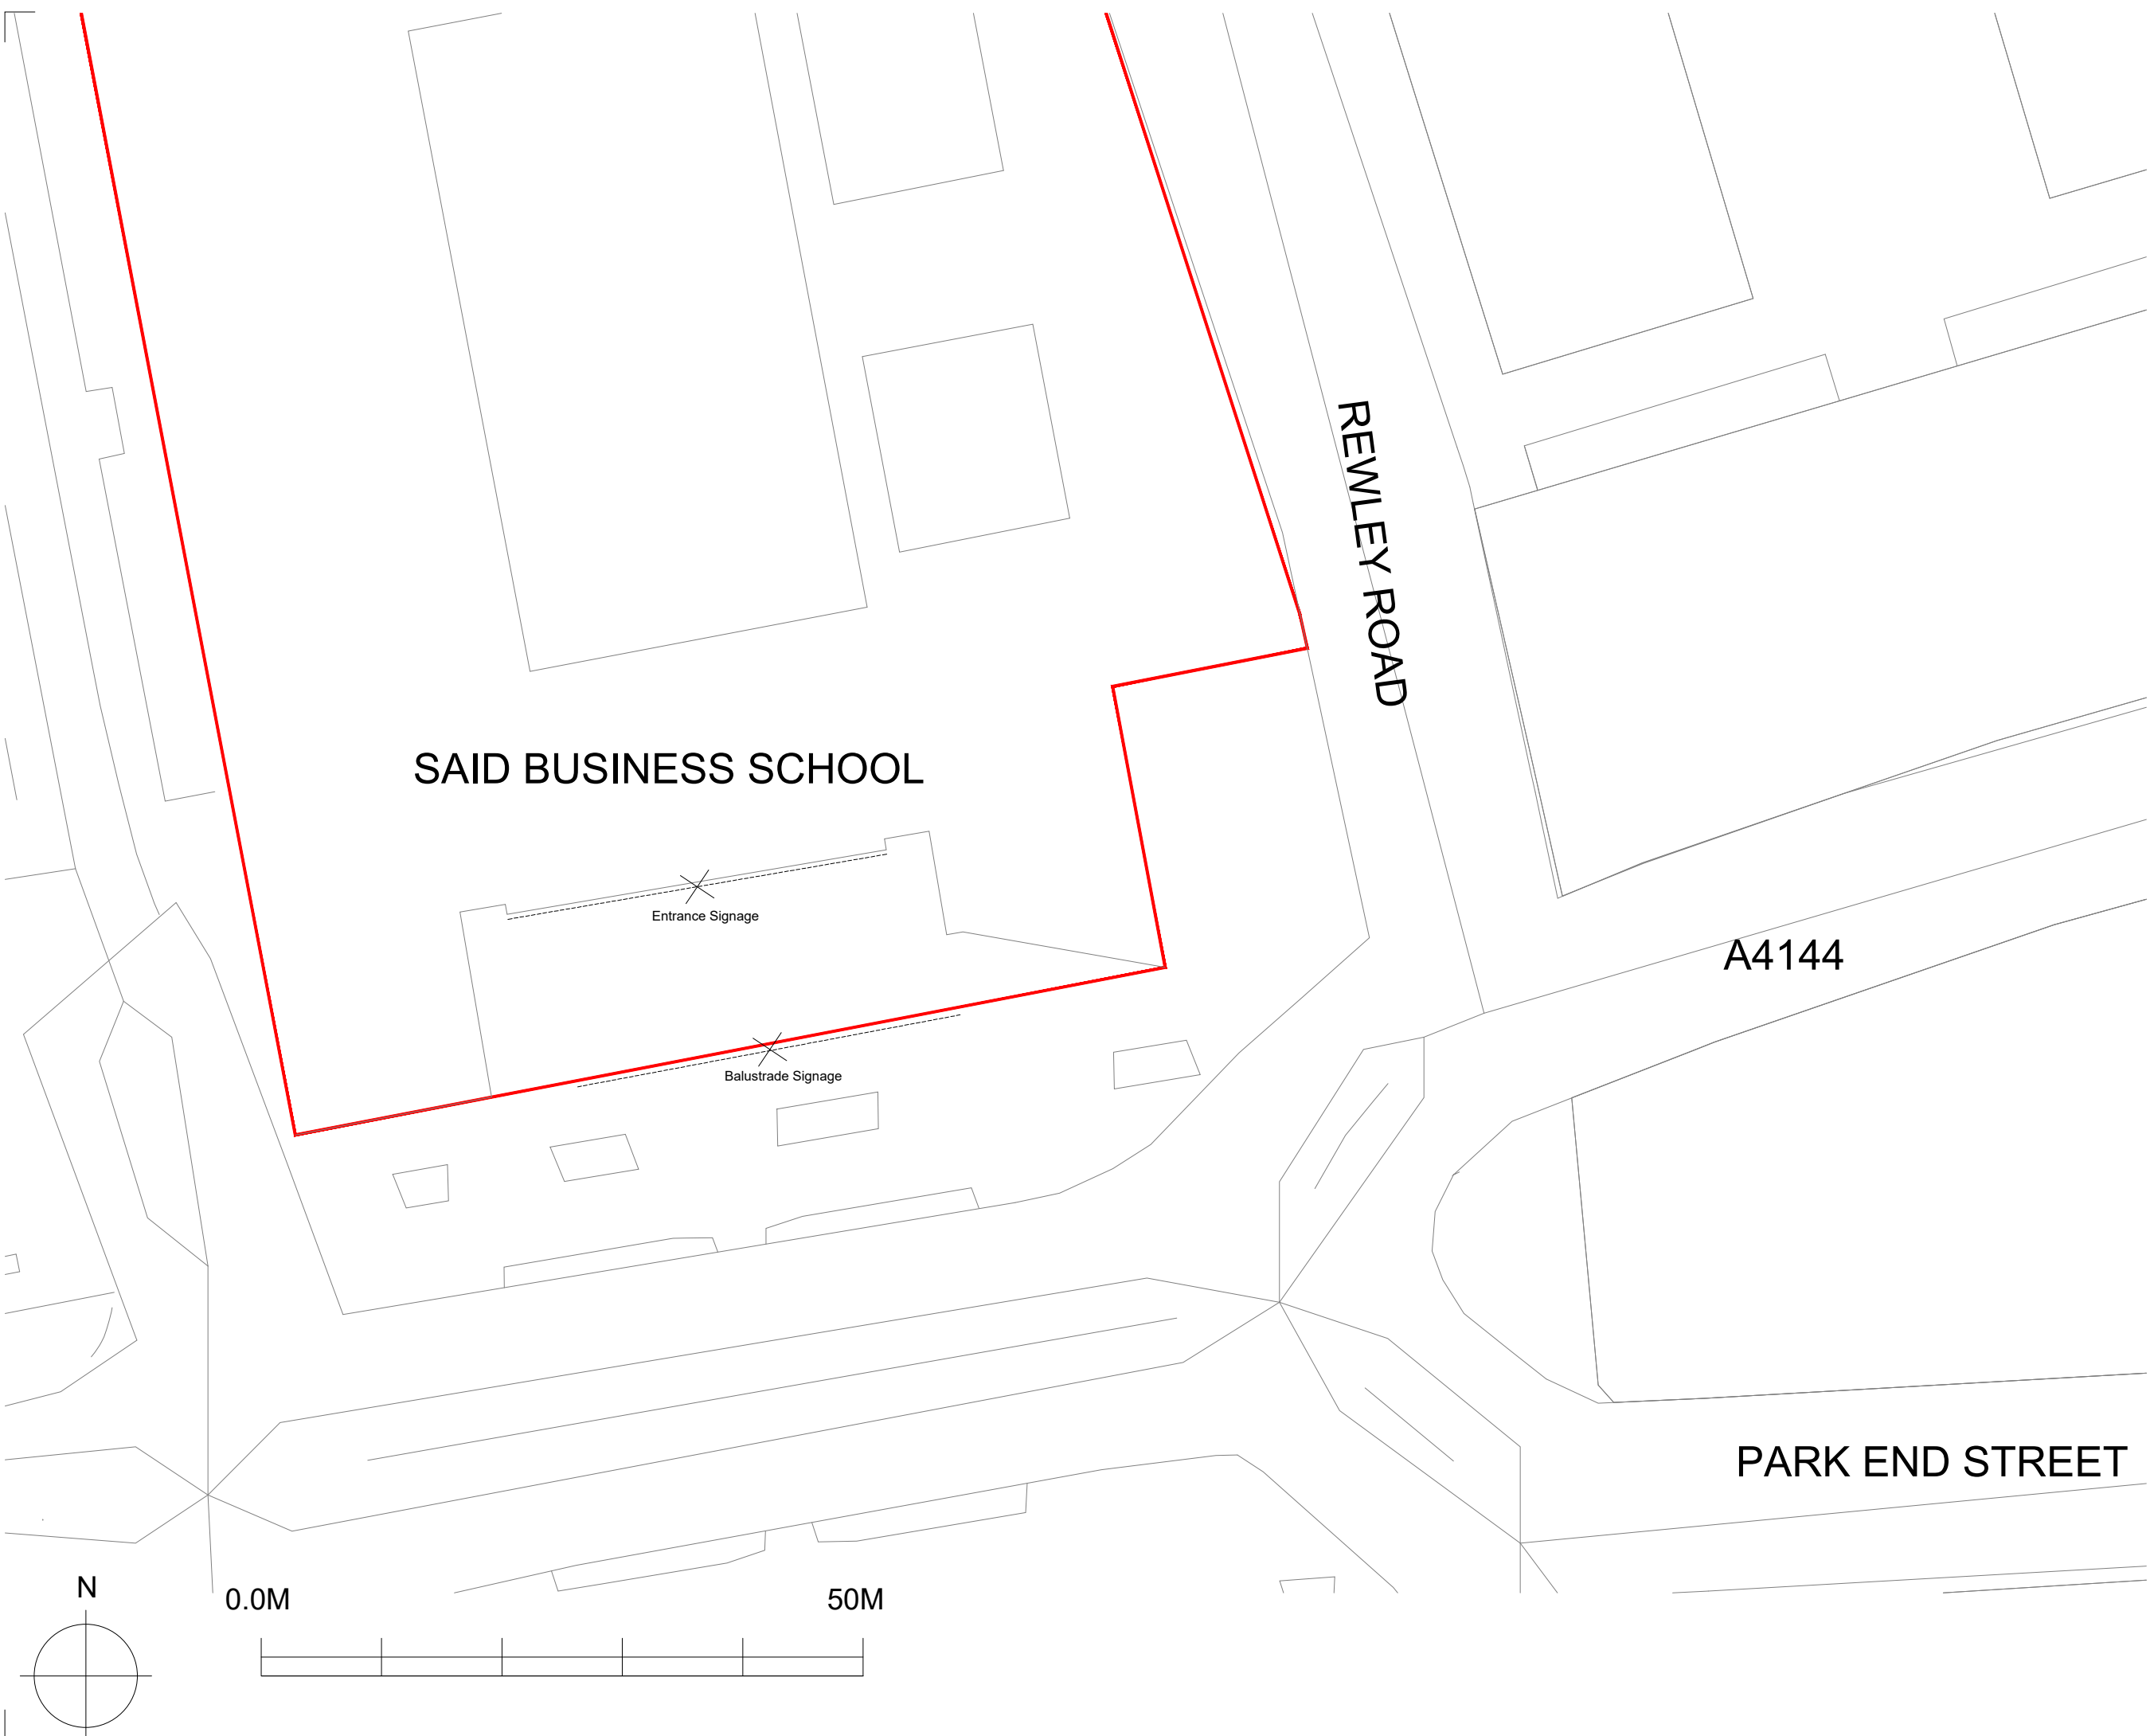 REWLEY ROAD
SAID BUSINESS SCHOOL
Entrance Signage
A4144
Balustrade Signage
PARK END STREET
N
0.0M
50M